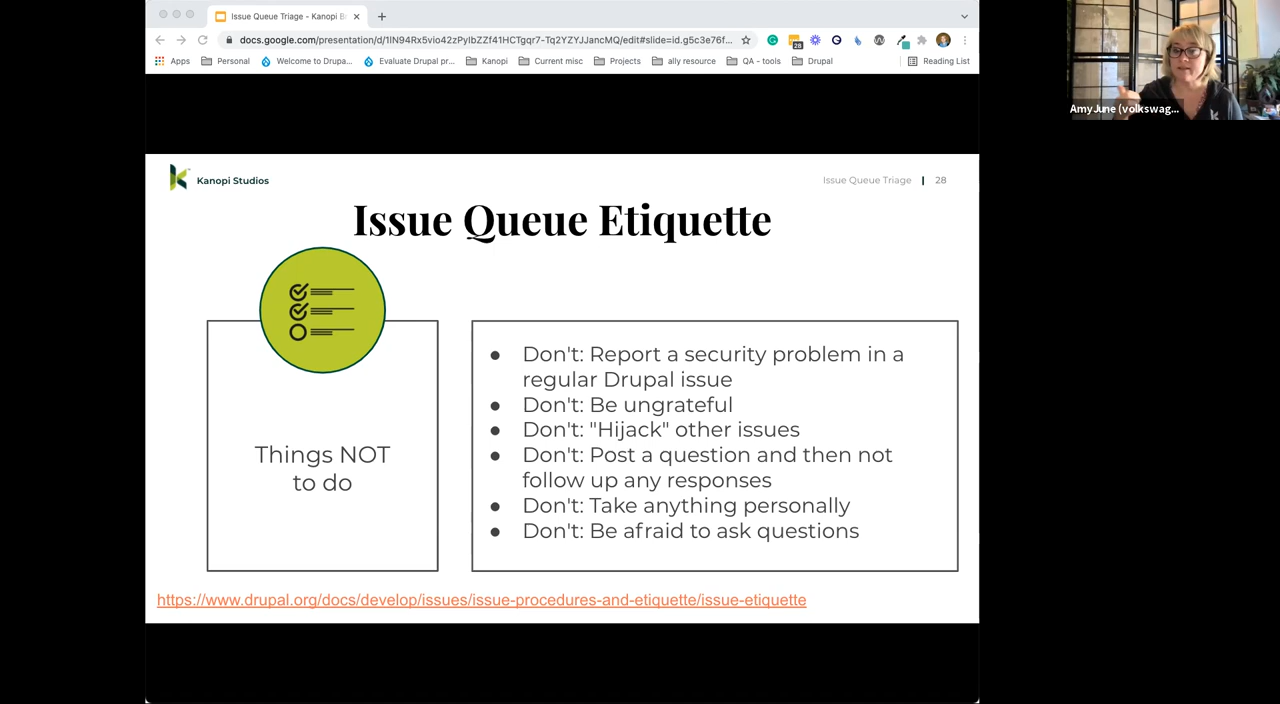 Issue Queue Triage - Kanopi B
docs.google.com/presentation/d/1lN94Rx5vio42zPyIbZZf41HCTgqr7-Tq2YZYJJancMQ/edit#slide=id.g5c3e76f...
Apps Personal Welcome to Drupa... Evaluate Drupal pr... Kanopi Current misc Projects ally resource QA - tools Drupal Reading List
28
AmyJune (volkswag...
Kanopi Studios
Issue Queue Triage | 28
Issue Queue Etiquette
Things NOT
to do
● Don't: Report a security problem in a
regular Drupal issue
● Don't: Be ungrateful
● Don't: "Hijack" other issues
● Don't: Post a question and then not
follow up any responses
● Don't: Take anything personally
● Don't: Be afraid to ask questions
https://www.drupal.org/docs/develop/issues/issue-procedures-and-etiquette/issue-etiquette